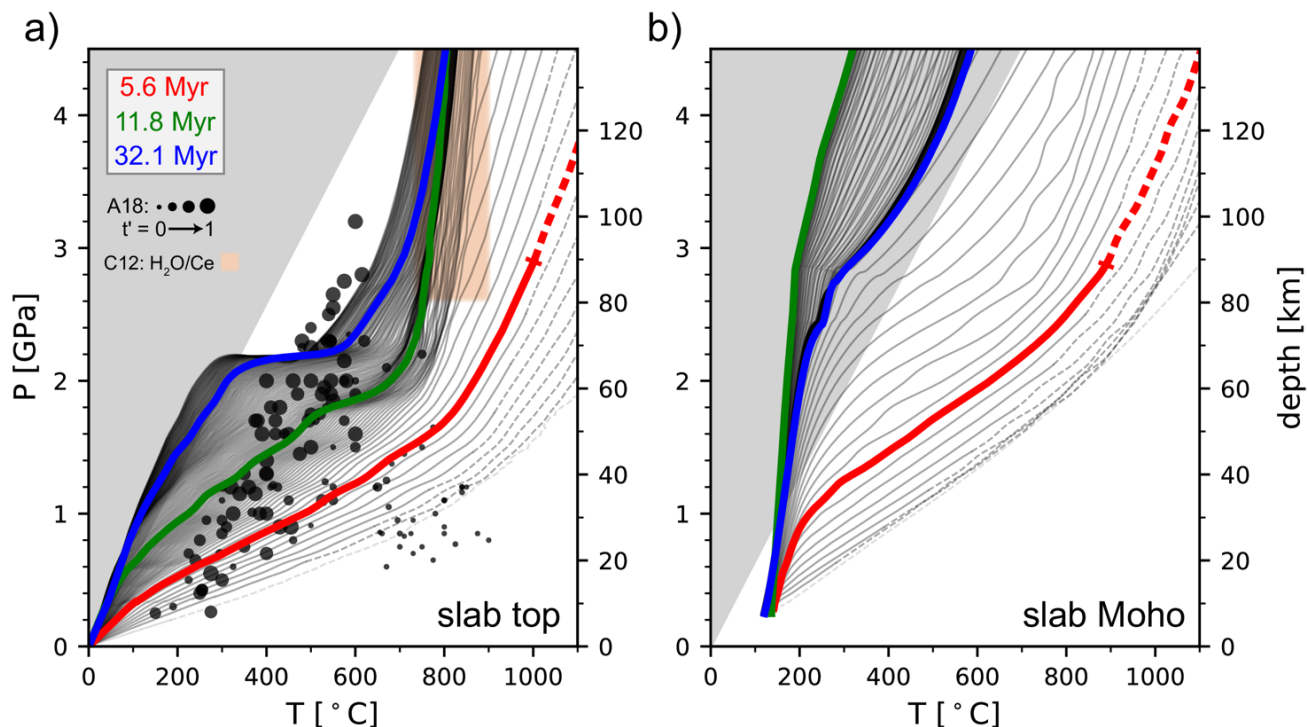 a)
b)
5.6 Myr
11.8 Myr
32.1 Myr
A18:
t' = 0→1
C12: H₂O/Ce
P [GPa]
4
3
2
1
0
120
100
80
60
40
20
0
slab top
0
200
400
600
800
1000
T [°C]
4
3
2
1
0
120
100
80
60
40
20
0
depth [km]
slab Moho
0
200
400
600
800
1000
T [°C]